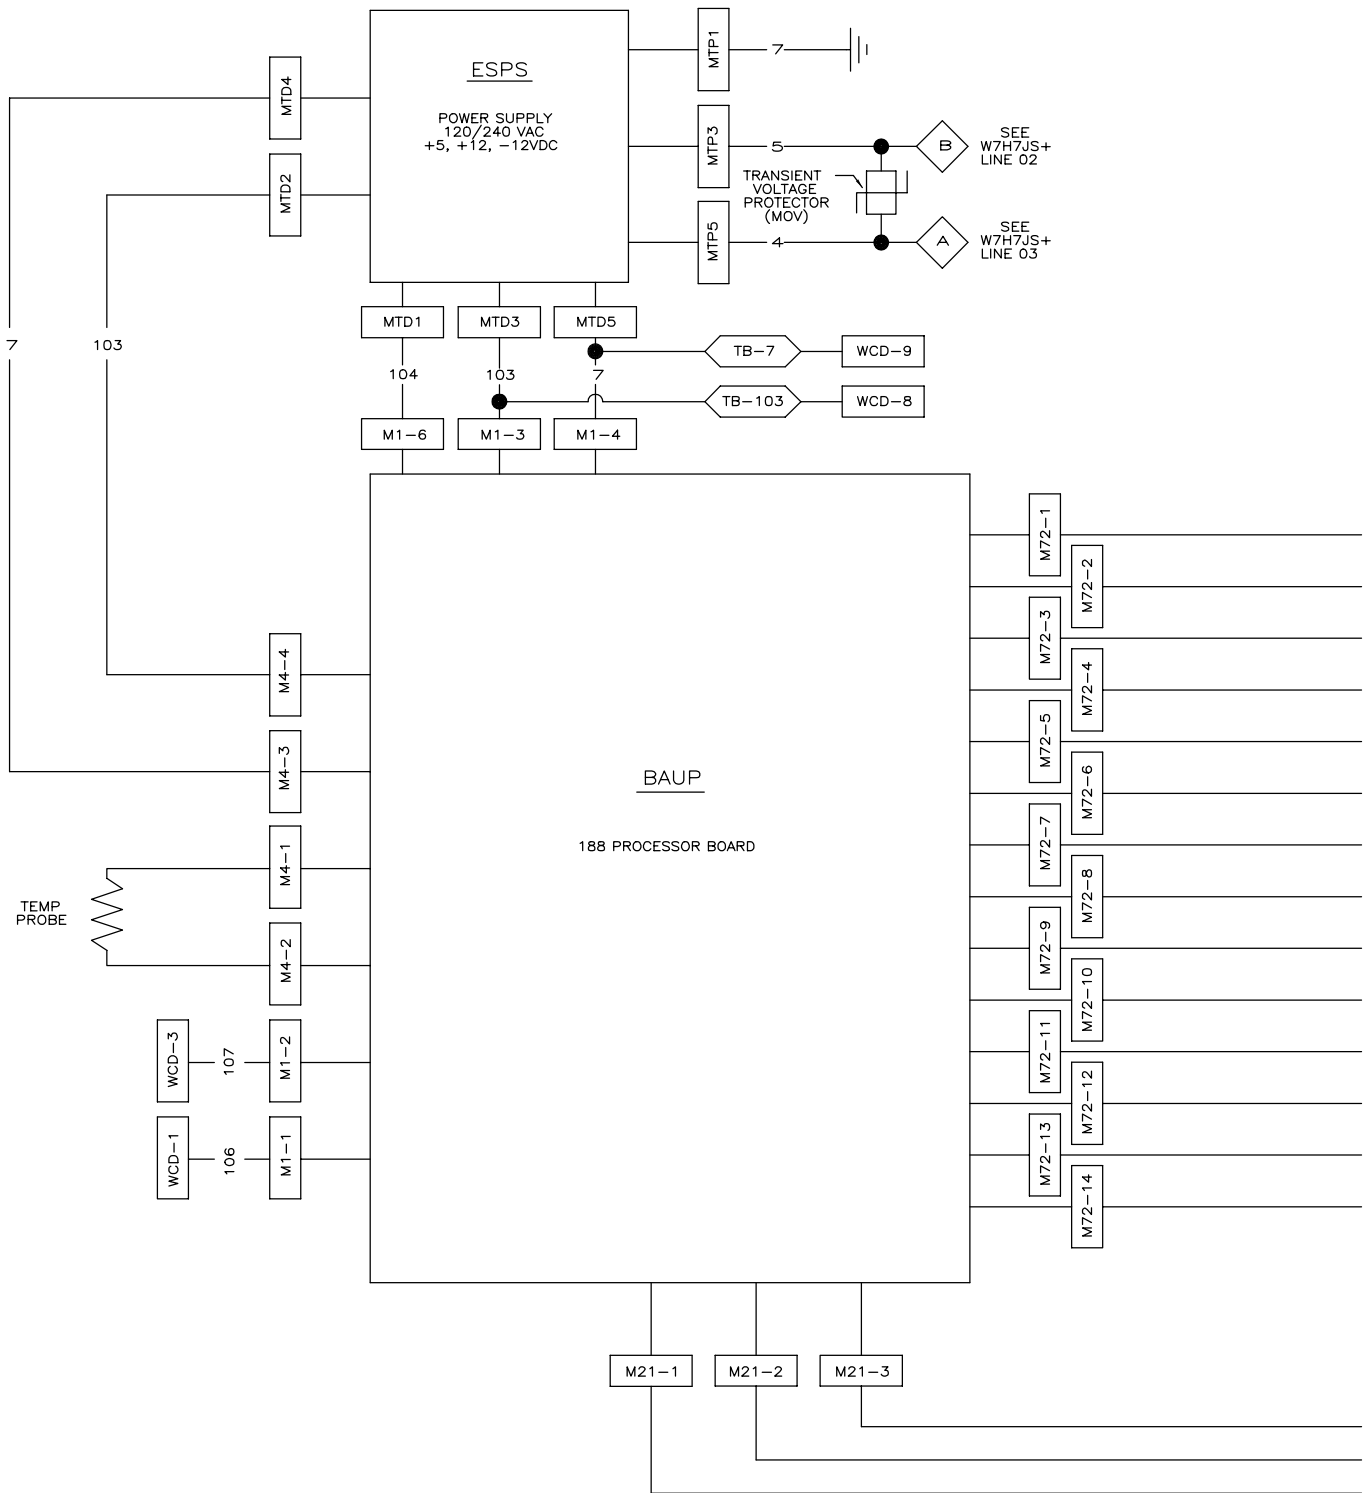 ESPS
POWER SUPPLY
120/240 VAC
+5, +12, -12VDC
MTD4
MTD2
MTP1
7
MTP3
5
B
SEE
W7H7JS+
LINE 02
TRANSIENT
VOLTAGE
PROTECTOR
(MOV)
MTP5
4
A
SEE
W7H7JS+
LINE 03
MTD1
MTD3
MTD5
7
103
TB-7
WCD-9
104
103
7
TB-103
WCD-8
M1-6
M1-3
M1-4
M72-1
M72-2
M72-3
M72-4
M72-5
M72-6
M72-7
M72-8
M72-9
M72-10
M72-11
M72-12
M72-13
M72-14
M4-4
M4-3
BAUP
188 PROCESSOR BOARD
M4-1
TEMP
PROBE
M4-2
WCD-3
107
M1-2
WCD-1
106
M1-1
M21-1
M21-2
M21-3